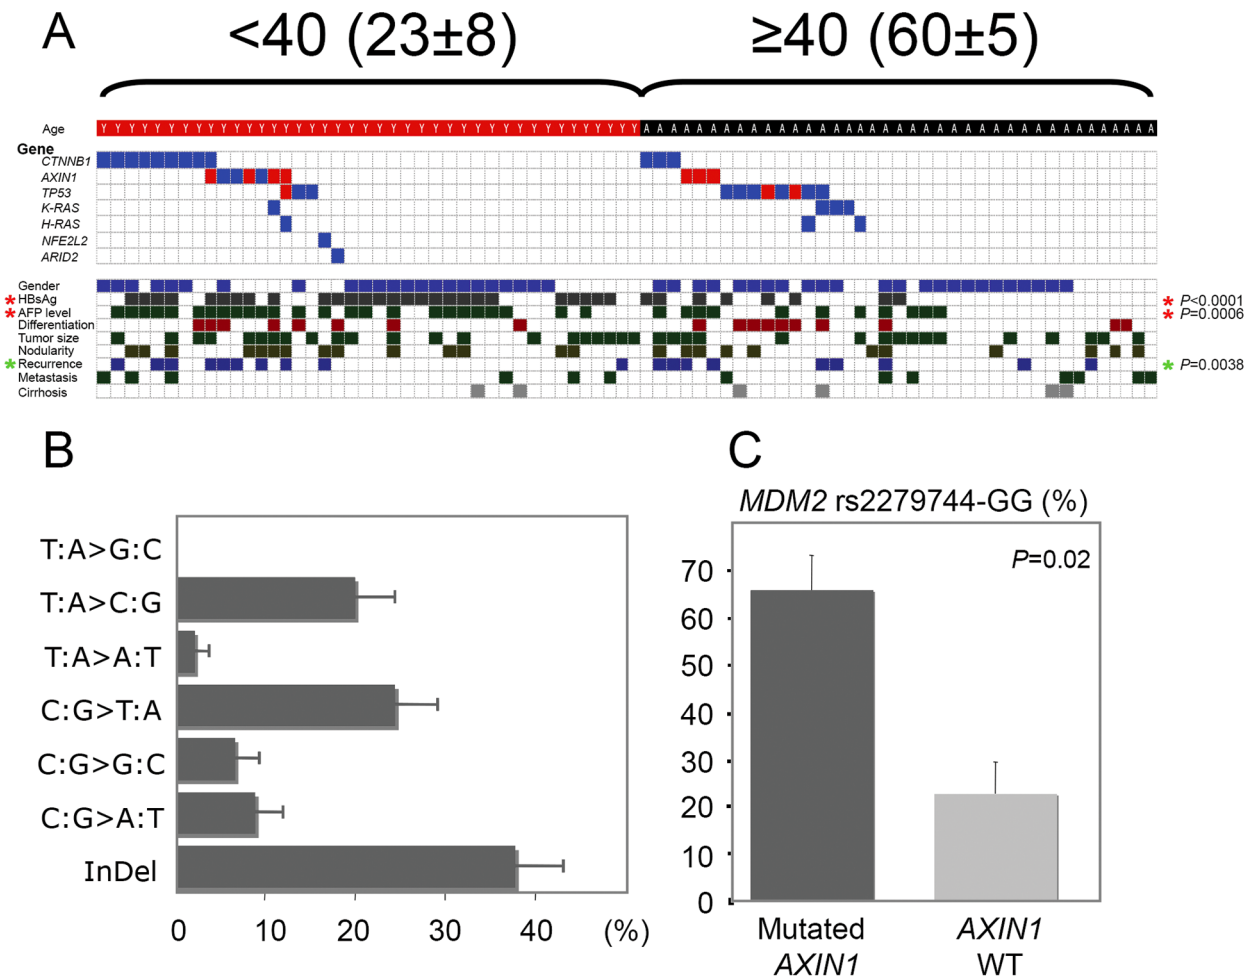 A
<40 (23±8)
≥40 (60±5)
Age
Y Y Y Y Y Y Y Y Y Y Y Y Y Y Y Y Y Y Y Y Y Y Y Y Y Y Y Y Y Y Y Y Y Y Y Y Y Y Y Y Y A A A A A A A A A A A A A A A A A A A A A A A A A A A A A A A A A A A A A A A
Gene
CTNNB1
AXIN1
TP53
K-RAS
H-RAS
NFE2L2
ARID2
Gender
* HBsAg * P<0.0001
* AFP level * P=0.0006
Differentiation
Tumor size
Nodularity
* Recurrence * P=0.0038
Metastasis
Cirrhosis
B
T:A>G:C
T:A>C:G
T:A>A:T
C:G>T:A
C:G>G:C
C:G>A:T
InDel
0 10 20 30 40 (%)
C
MDM2 rs2279744-GG (%)
P=0.02
70
60
50
40
30
20
10
0
Mutated
AXIN1
AXIN1
WT